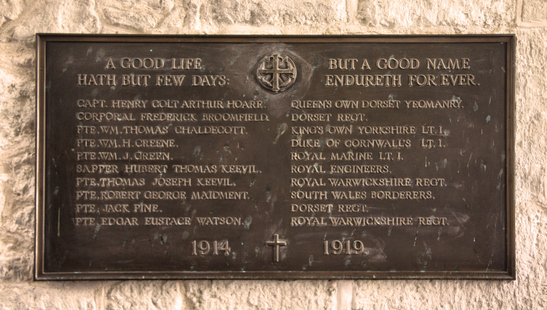 A GOOD LIFE BUT A GOOD NAME
HATH BUT FEW DAYS: ENDURETH FOR EVER.
CAPT. HENRY COLT ARTHUR HOARE. QUEEN'S OWN DORSET YEOMANRY.
CORPORAL FREDERICK BROOMFIELD. DORSET REGT.
PTE. WM. THOMAS CHALDECOTT. KING'S OWN YORKSHIRE LT. I.
PTE. WM. H. GREENE. DUKE OF CORNWALL'S LT. I.
PTE. WM. J. GREEN. ROYAL MARINE LT. I.
SAPPER HUBERT THOMAS KEEVIL. ROYAL ENGINEERS.
PTE. THOMAS JOSEPH KEEVIL. ROYAL WARWICKSHIRE REGT.
PTE. ROBERT GEORGE MAIDMENT. SOUTH WALES BORDERERS.
PTE. JACK PINE. DORSET REGT.
PTE. EDGAR EUSTACE WATSON. ROYAL WARWICKSHIRE REGT.
1914 1919.